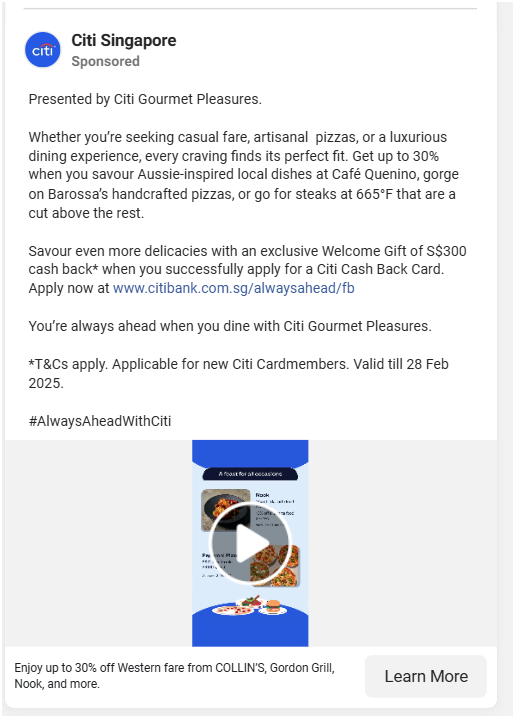 citi
Citi Singapore
Sponsored
Presented by Citi Gourmet Pleasures.
Whether you’re seeking casual fare, artisanal  pizzas, or a luxurious
dining experience, every craving finds its perfect fit. Get up to 30%
when you savour Aussie-inspired local dishes at Café Quenino, gorge
on Barossa’s handcrafted pizzas, or go for steaks at 665°F that are a
cut above the rest.
Savour even more delicacies with an exclusive Welcome Gift of S$300
cash back* when you successfully apply for a Citi Cash Back Card.
Apply now at www.citibank.com.sg/alwaysahead/fb
You’re always ahead when you dine with Citi Gourmet Pleasures.
*T&Cs apply. Applicable for new Citi Cardmembers. Valid till 28 Feb
2025.
#AlwaysAheadWithCiti
A feast for all occasions
Nook
Enjoy up to 30% off Western fare from COLLIN’S, Gordon Grill,
Nook, and more.
Learn More